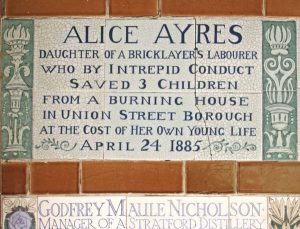 ALICE AYRES
DAUGHTER OF A BRICKLAYER'S LABOURER
WHO BY INTREPID CONDUCT
SAVED 3 CHILDREN
FROM A BURNING HOUSE
IN UNION STREET BOROUGH
AT THE COST OF HER OWN YOUNG LIFE
APRIL 24 1885
GODFREY MAULE NICHOLSON
MANAGER OF A STRATFORD DISTILLERY